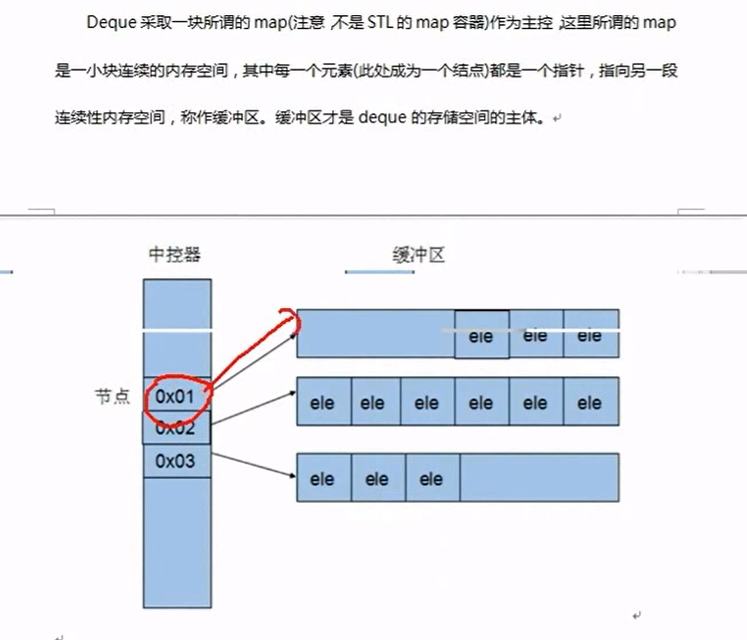 Deque 采取一块所谓的 map(注意,不是 STL 的 map 容器)作为主控,这里所谓的 map
是一小块连续的内存空间，其中每一个元素(此处成为一个结点)都是一个指针，指向另一段
连续性内存空间，称作缓冲区。缓冲区才是 deque 的存储空间的主体。
中控器 缓冲区
ele ele ele
节点 0x01 ele ele ele ele ele ele
0x02
0x03 ele ele ele